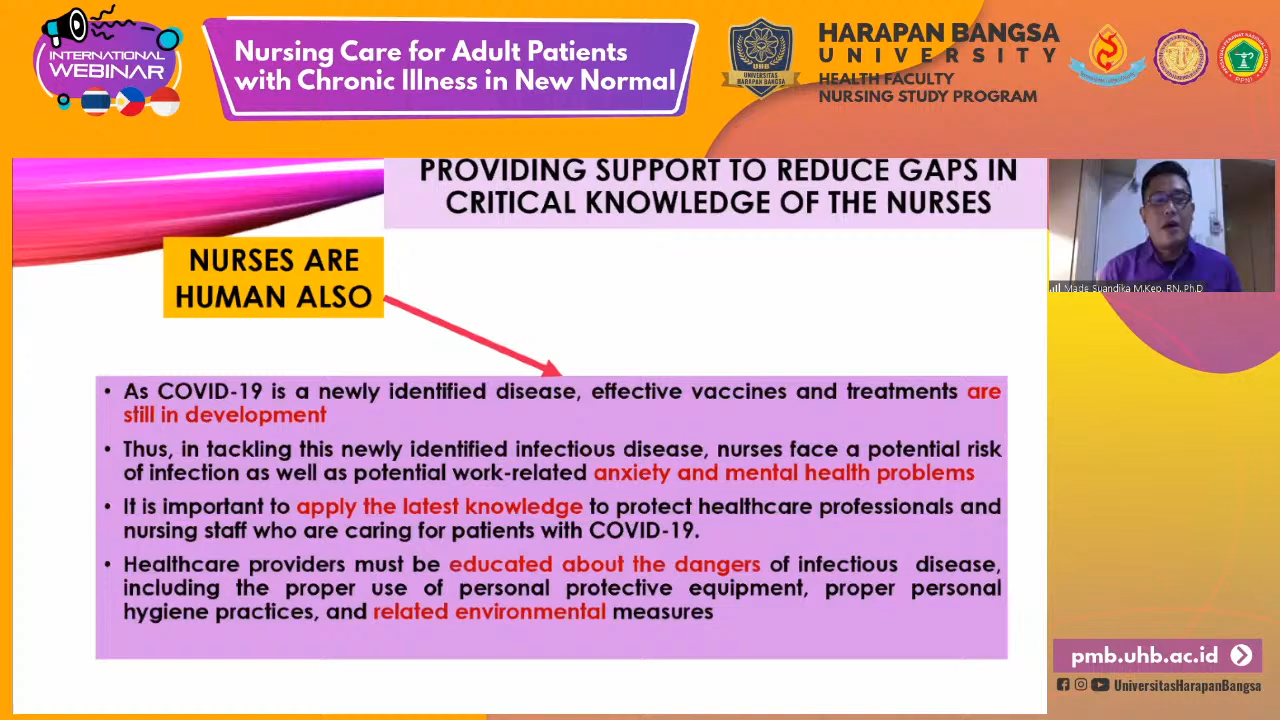 INTERNATIONAL
WEBINAR
Nursing Care for Adult Patients
with Chronic Illness in New Normal
UHB
UNIVERSITAS
HARAPAN BANGSA
HARAPAN BANGSA
UNIVERSITY
HEALTH FACULTY
NURSING STUDY PROGRAM
PPNI
PROVIDING SUPPORT TO REDUCE GAPS IN
CRITICAL KNOWLEDGE OF THE NURSES
NURSES ARE
HUMAN ALSO
• As COVID-19 is a newly identified disease, effective vaccines and treatments are
still in development
• Thus, in tackling this newly identified infectious disease, nurses face a potential risk
of infection as well as potential work-related anxiety and mental health problems
• It is important to apply the latest knowledge to protect healthcare professionals and
nursing staff who are caring for patients with COVID-19.
• Healthcare providers must be educated about the dangers of infectious disease,
including the proper use of personal protective equipment, proper personal
hygiene practices, and related environmental measures
Made Suandika M.Kep, RN, Ph.D
pmb.uhb.ac.id
UniversitasHarapanBangsa